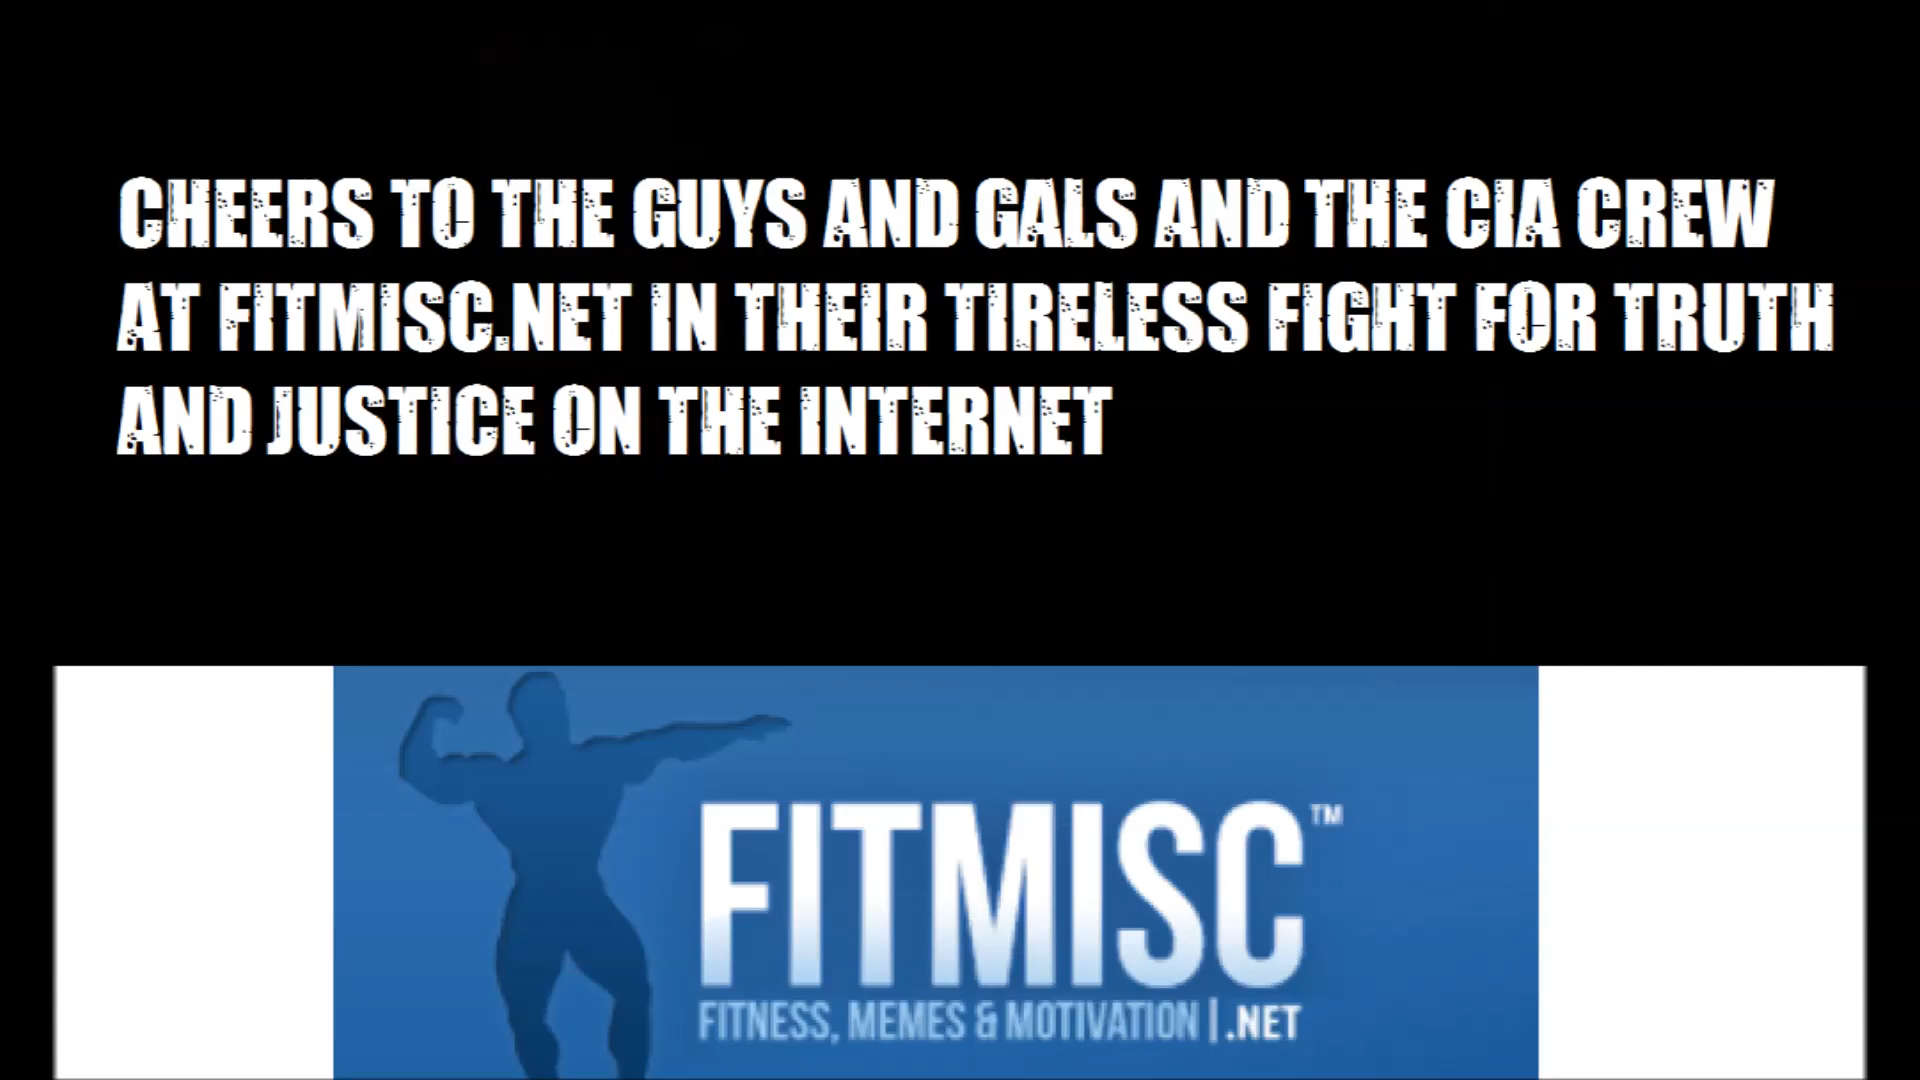 CHEERS TO THE GUYS AND GALS AND THE CIA CREW
AT FITMISC.NET IN THEIR TIRELESS FIGHT FOR TRUTH
AND JUSTICE ON THE INTERNET
FITMISC™
FITNESS, MEMES & MOTIVATION | .NET